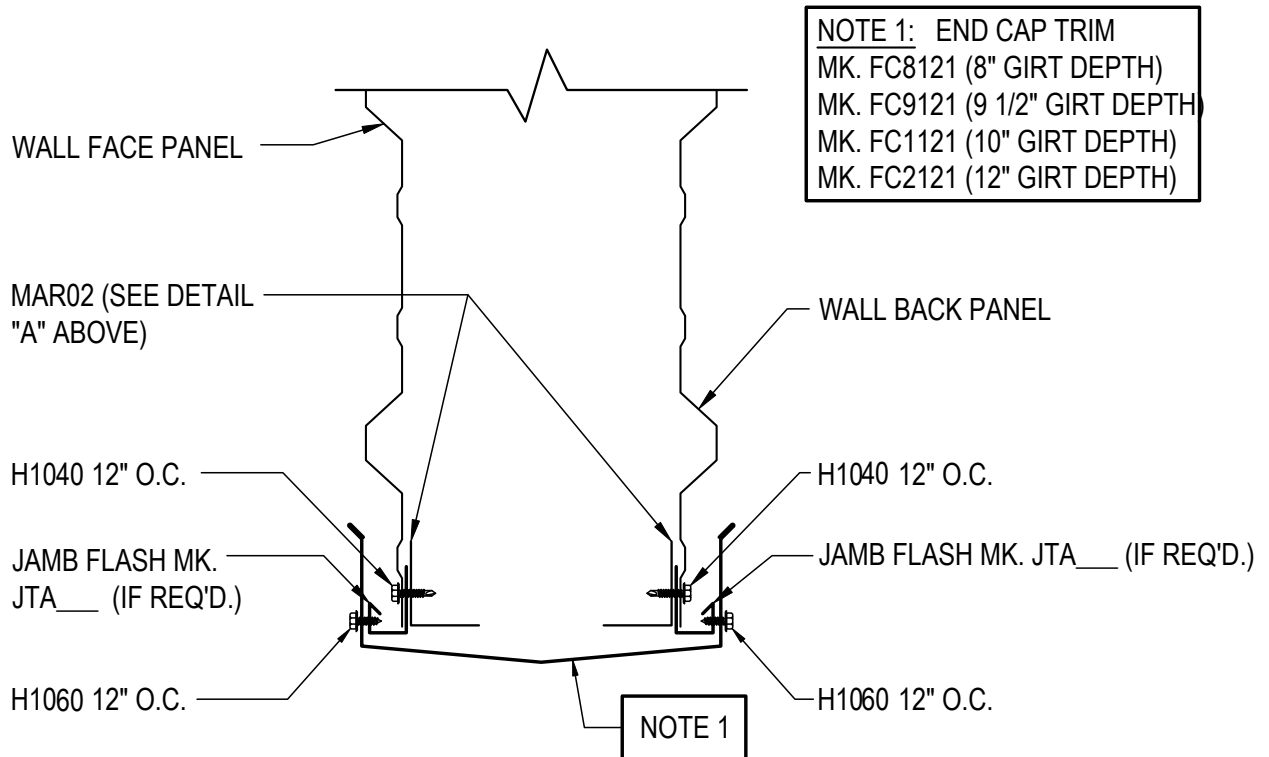 NOTE 1: END CAP TRIM
MK. FC8121 (8" GIRT DEPTH)
MK. FC9121 (9 1/2" GIRT DEPTH)
MK. FC1121 (10" GIRT DEPTH)
MK. FC2121 (12" GIRT DEPTH)
WALL FACE PANEL
MAR02 (SEE DETAIL
"A" ABOVE)
WALL BACK PANEL
H1040 12" O.C.
H1040 12" O.C.
JAMB FLASH MK.
JTA___ (IF REQ'D.)
JAMB FLASH MK. JTA___ (IF REQ'D.)
H1060 12" O.C.
H1060 12" O.C.
NOTE 1